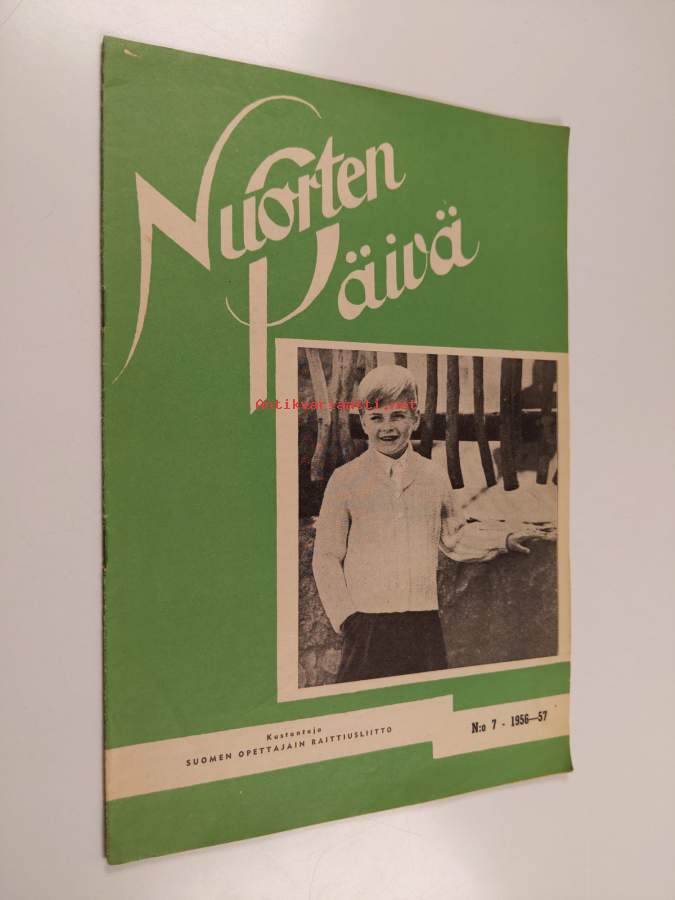 Nuorten
Päivä
Antikvariaatti.net
Kustantaja
SUOMEN OPETTAJAIN RAITTIUSLIITTO
N:o 7 - 1956—57